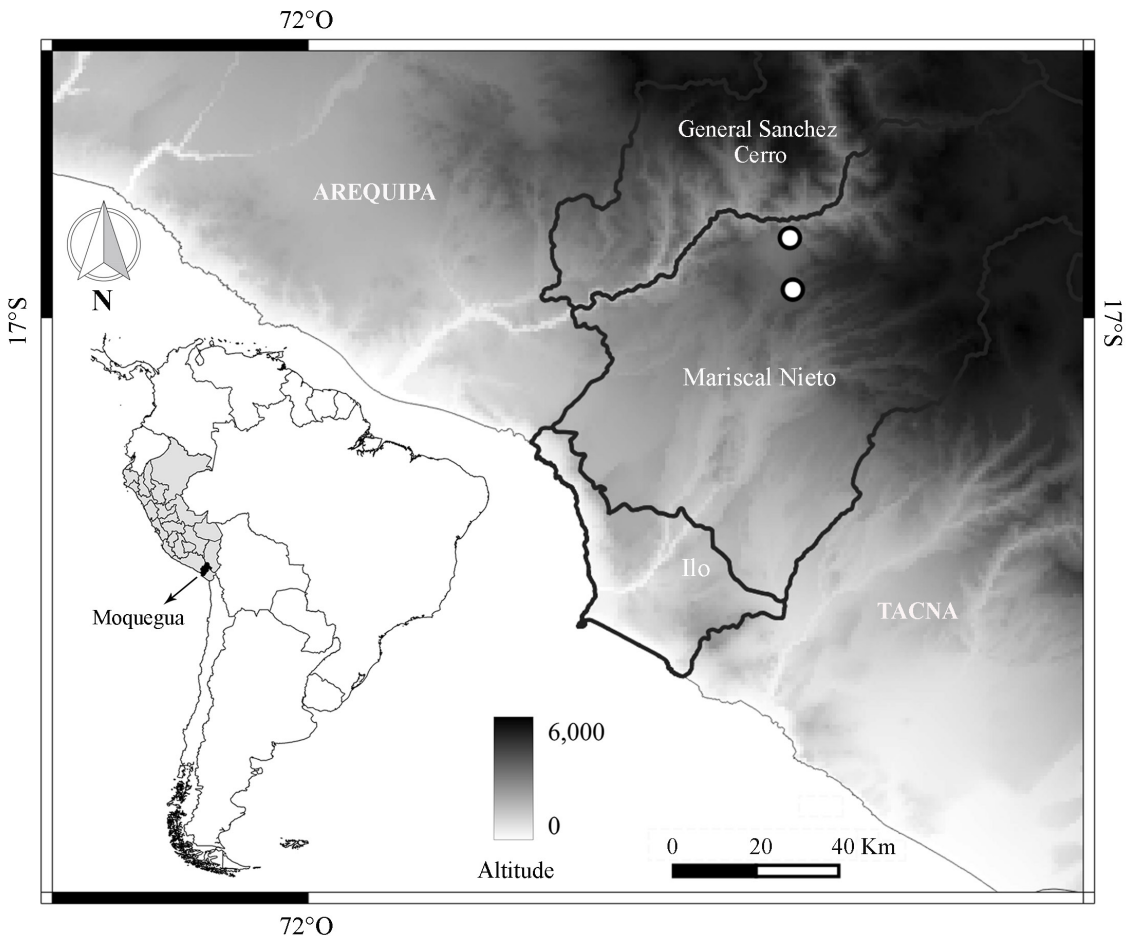 72°O
General Sanchez
Cerro
AREQUIPA
N
17°S
17°S
Mariscal Nieto
Ilo
Moquegua
TACNA
6,000
0
Altitude
0 20 40 Km
72°O